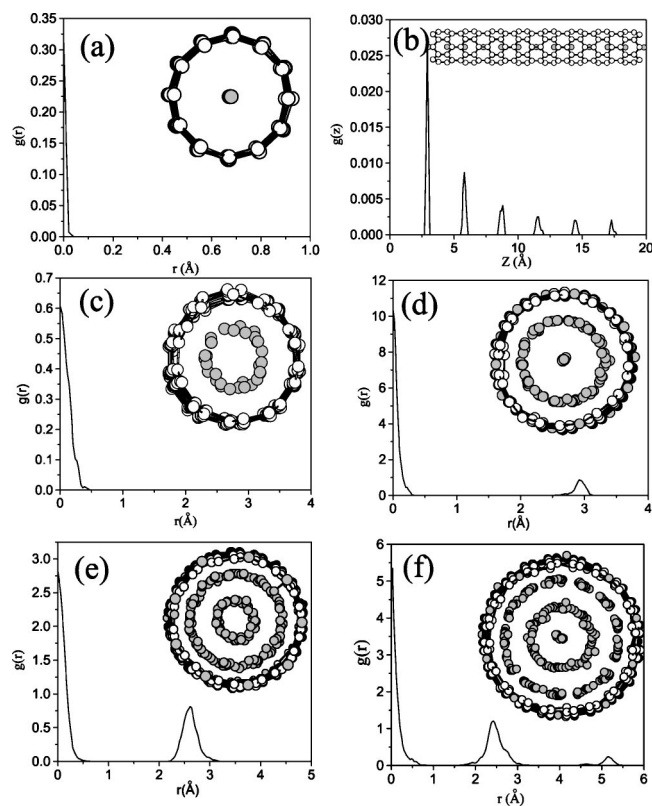 (a)
g(r)
0.35
0.30
0.25
0.20
0.15
0.10
0.05
0.00
0.0 0.2 0.4 0.6 0.8 1.0
r (Å)
(b)
g(z)
0.030
0.025
0.020
0.015
0.010
0.005
0.000
0 5 10 15 20
Z (Å)
(c)
g(r)
0.7
0.6
0.5
0.4
0.3
0.2
0.1
0.0
0 1 2 3 4
r(Å)
(d)
g(r)
12
10
8
6
4
2
0
0 1 2 3 4
r(Å)
(e)
g(r)
3.0
2.5
2.0
1.5
1.0
0.5
0.0
0 1 2 3 4 5
r(Å)
(f)
g(r)
6
5
4
3
2
1
0
0 1 2 3 4 5 6
r (Å)